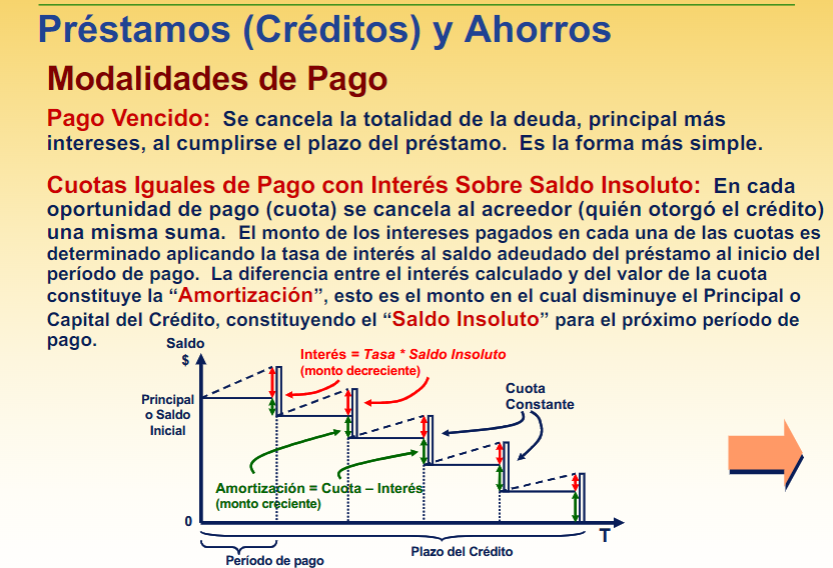 Préstamos (Créditos) y Ahorros
Modalidades de Pago
Pago Vencido: Se cancela la totalidad de la deuda, principal más
intereses, al cumplirse el plazo del préstamo. Es la forma más simple.
Cuotas Iguales de Pago con Interés Sobre Saldo Insoluto: En cada
oportunidad de pago (cuota) se cancela al acreedor (quién otorgó el crédito)
una misma suma. El monto de los intereses pagados en cada una de las cuotas es
determinado aplicando la tasa de interés al saldo adeudado del préstamo al inicio del
período de pago. La diferencia entre el interés calculado y del valor de la cuota
constituye la “Amortización”, esto es el monto en el cual disminuye el Principal o
Capital del Crédito, constituyendo el “Saldo Insoluto” para el próximo período de
pago.
Saldo
$
Interés = Tasa * Saldo Insoluto
(monto decreciente)
Principal
o Saldo
Inicial
Cuota
Constante
Amortización = Cuota – Interés
(monto creciente)
0
T
Período de pago
Plazo del Crédito